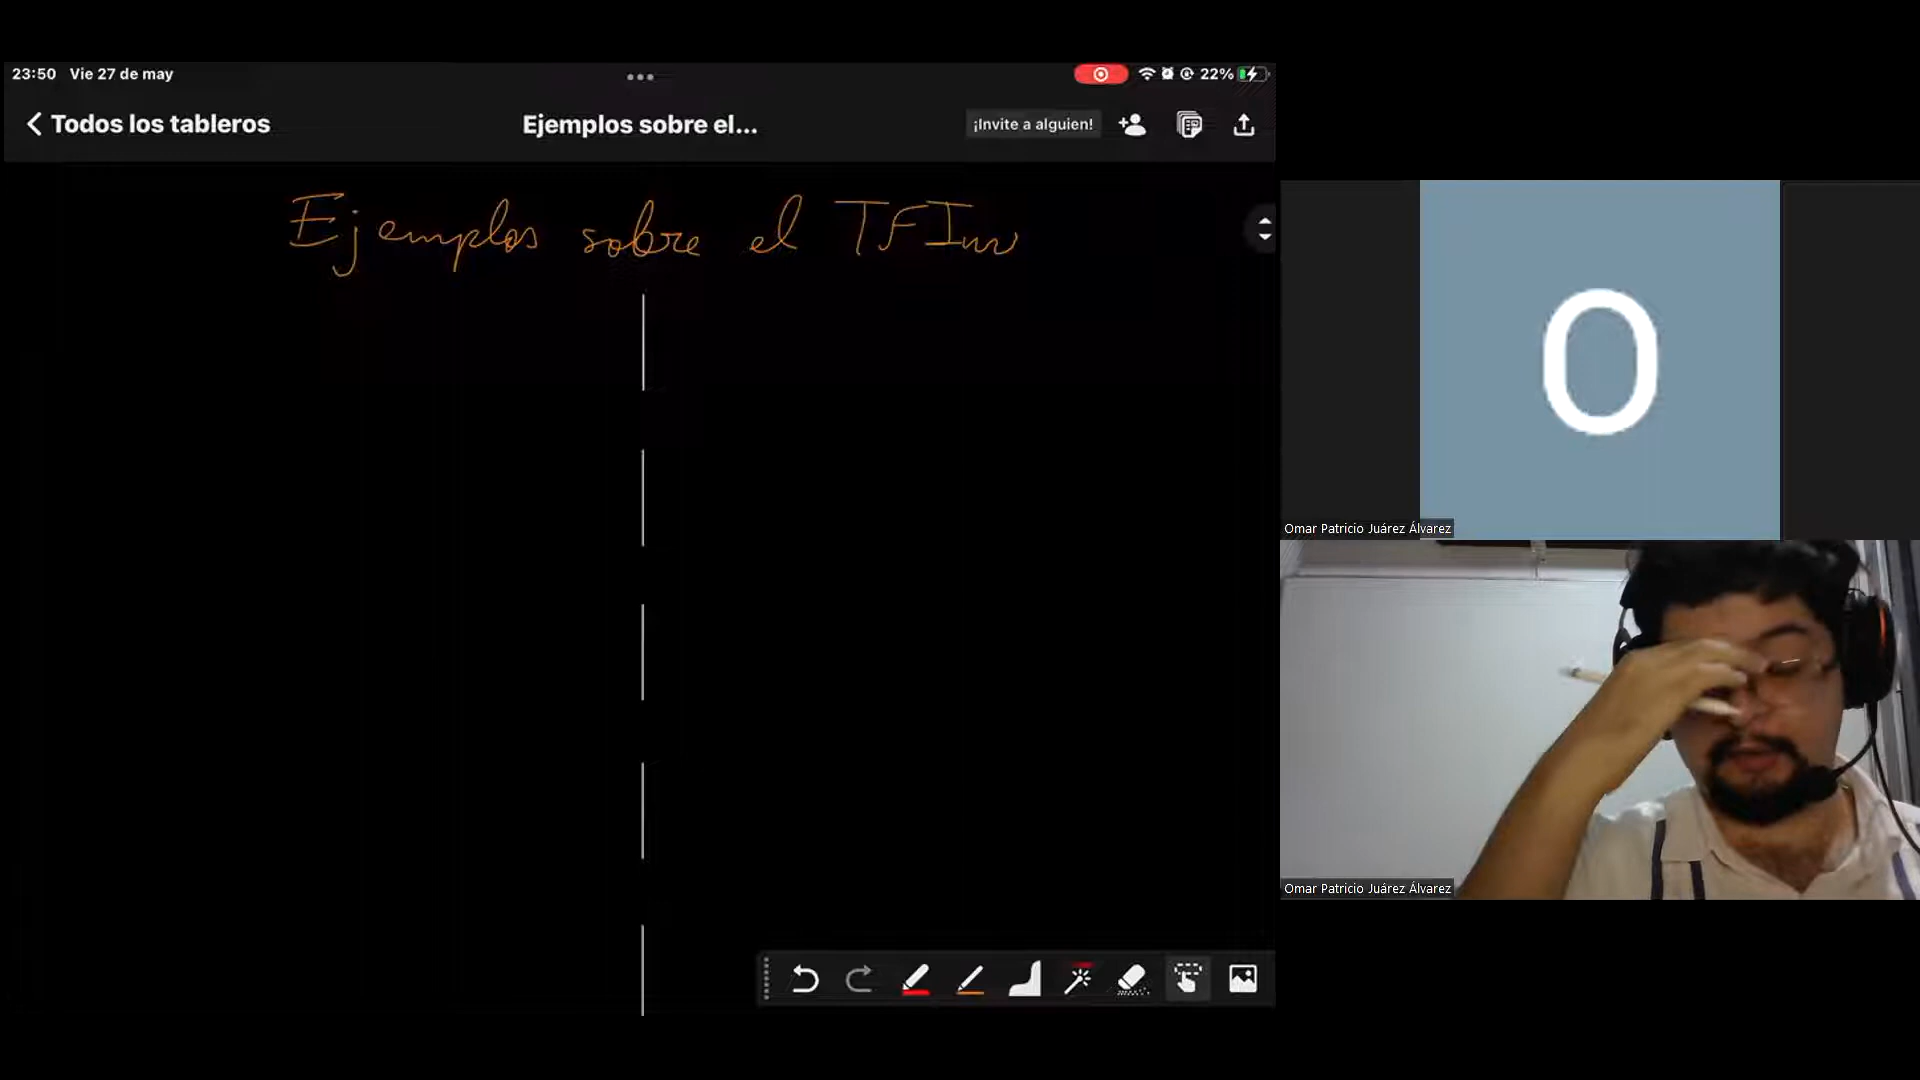 23:50 Vie 27 de may
22%
Todos los tableros
Ejemplos sobre el...
¡Invite a alguien!
Ejemplos sobre el TFInv
O
Omar Patricio Juárez Álvarez
Omar Patricio Juárez Álvarez